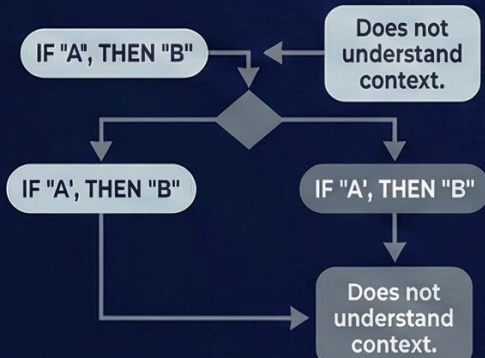 IF "A", THEN "B"
Does not
understand
context.
IF "A', THEN "B"
IF "A', THEN "B"
Does not
understand
context.